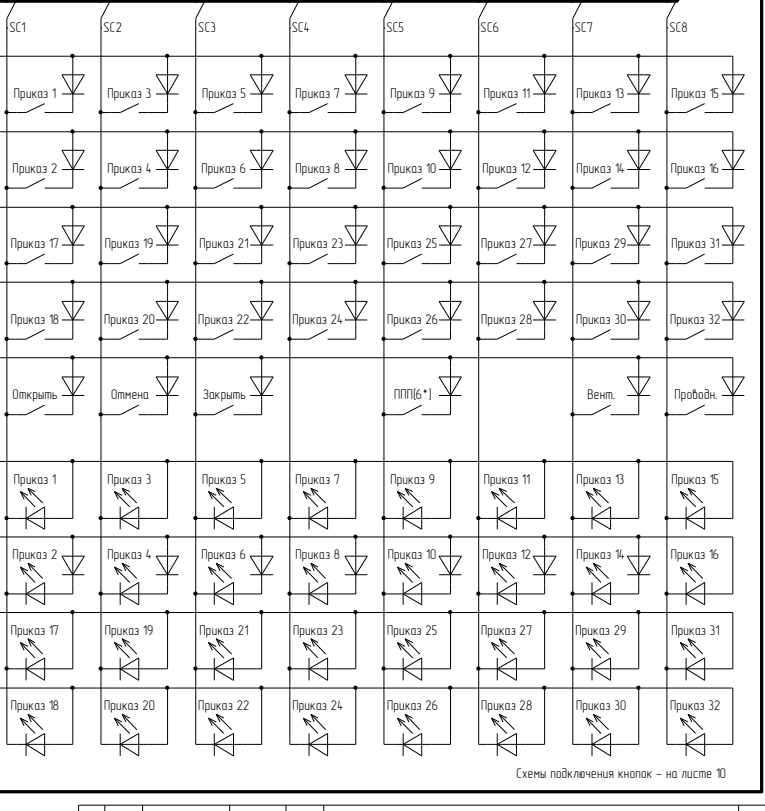 SC1 SC2 SC3 SC4 SC5 SC6 SC7 SC8
Приказ 1 Приказ 3 Приказ 5 Приказ 7 Приказ 9 Приказ 11 Приказ 13 Приказ 15
Приказ 2 Приказ 4 Приказ 6 Приказ 8 Приказ 10 Приказ 12 Приказ 14 Приказ 16
Приказ 17 Приказ 19 Приказ 21 Приказ 23 Приказ 25 Приказ 27 Приказ 29 Приказ 31
Приказ 18 Приказ 20 Приказ 22 Приказ 24 Приказ 26 Приказ 28 Приказ 30 Приказ 32
Открыть Отмена Закрыть ППП(6*) Вент. Проводн.
Приказ 1 Приказ 3 Приказ 5 Приказ 7 Приказ 9 Приказ 11 Приказ 13 Приказ 15
Приказ 2 Приказ 4 Приказ 6 Приказ 8 Приказ 10 Приказ 12 Приказ 14 Приказ 16
Приказ 17 Приказ 19 Приказ 21 Приказ 23 Приказ 25 Приказ 27 Приказ 29 Приказ 31
Приказ 18 Приказ 20 Приказ 22 Приказ 24 Приказ 26 Приказ 28 Приказ 30 Приказ 32
Схемы подключения кнопок – на листе 10